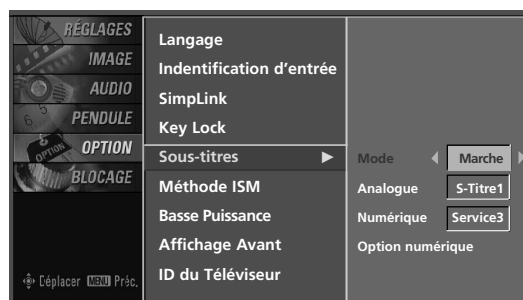 RÉGLAGES
IMAGE
AUDIO
PENDULE
OPTION
BLOCAGE
Déplacer MENU Préc.
Langage
Indentification d'entrée
SimpLink
Key Lock
Sous-titres ▶
Méthode ISM
Basse Puissance
Affichage Avant
ID du Téléviseur
Mode ◀ Marche ▶
Analogue S-Titre1
Numérique Service3
Option numérique